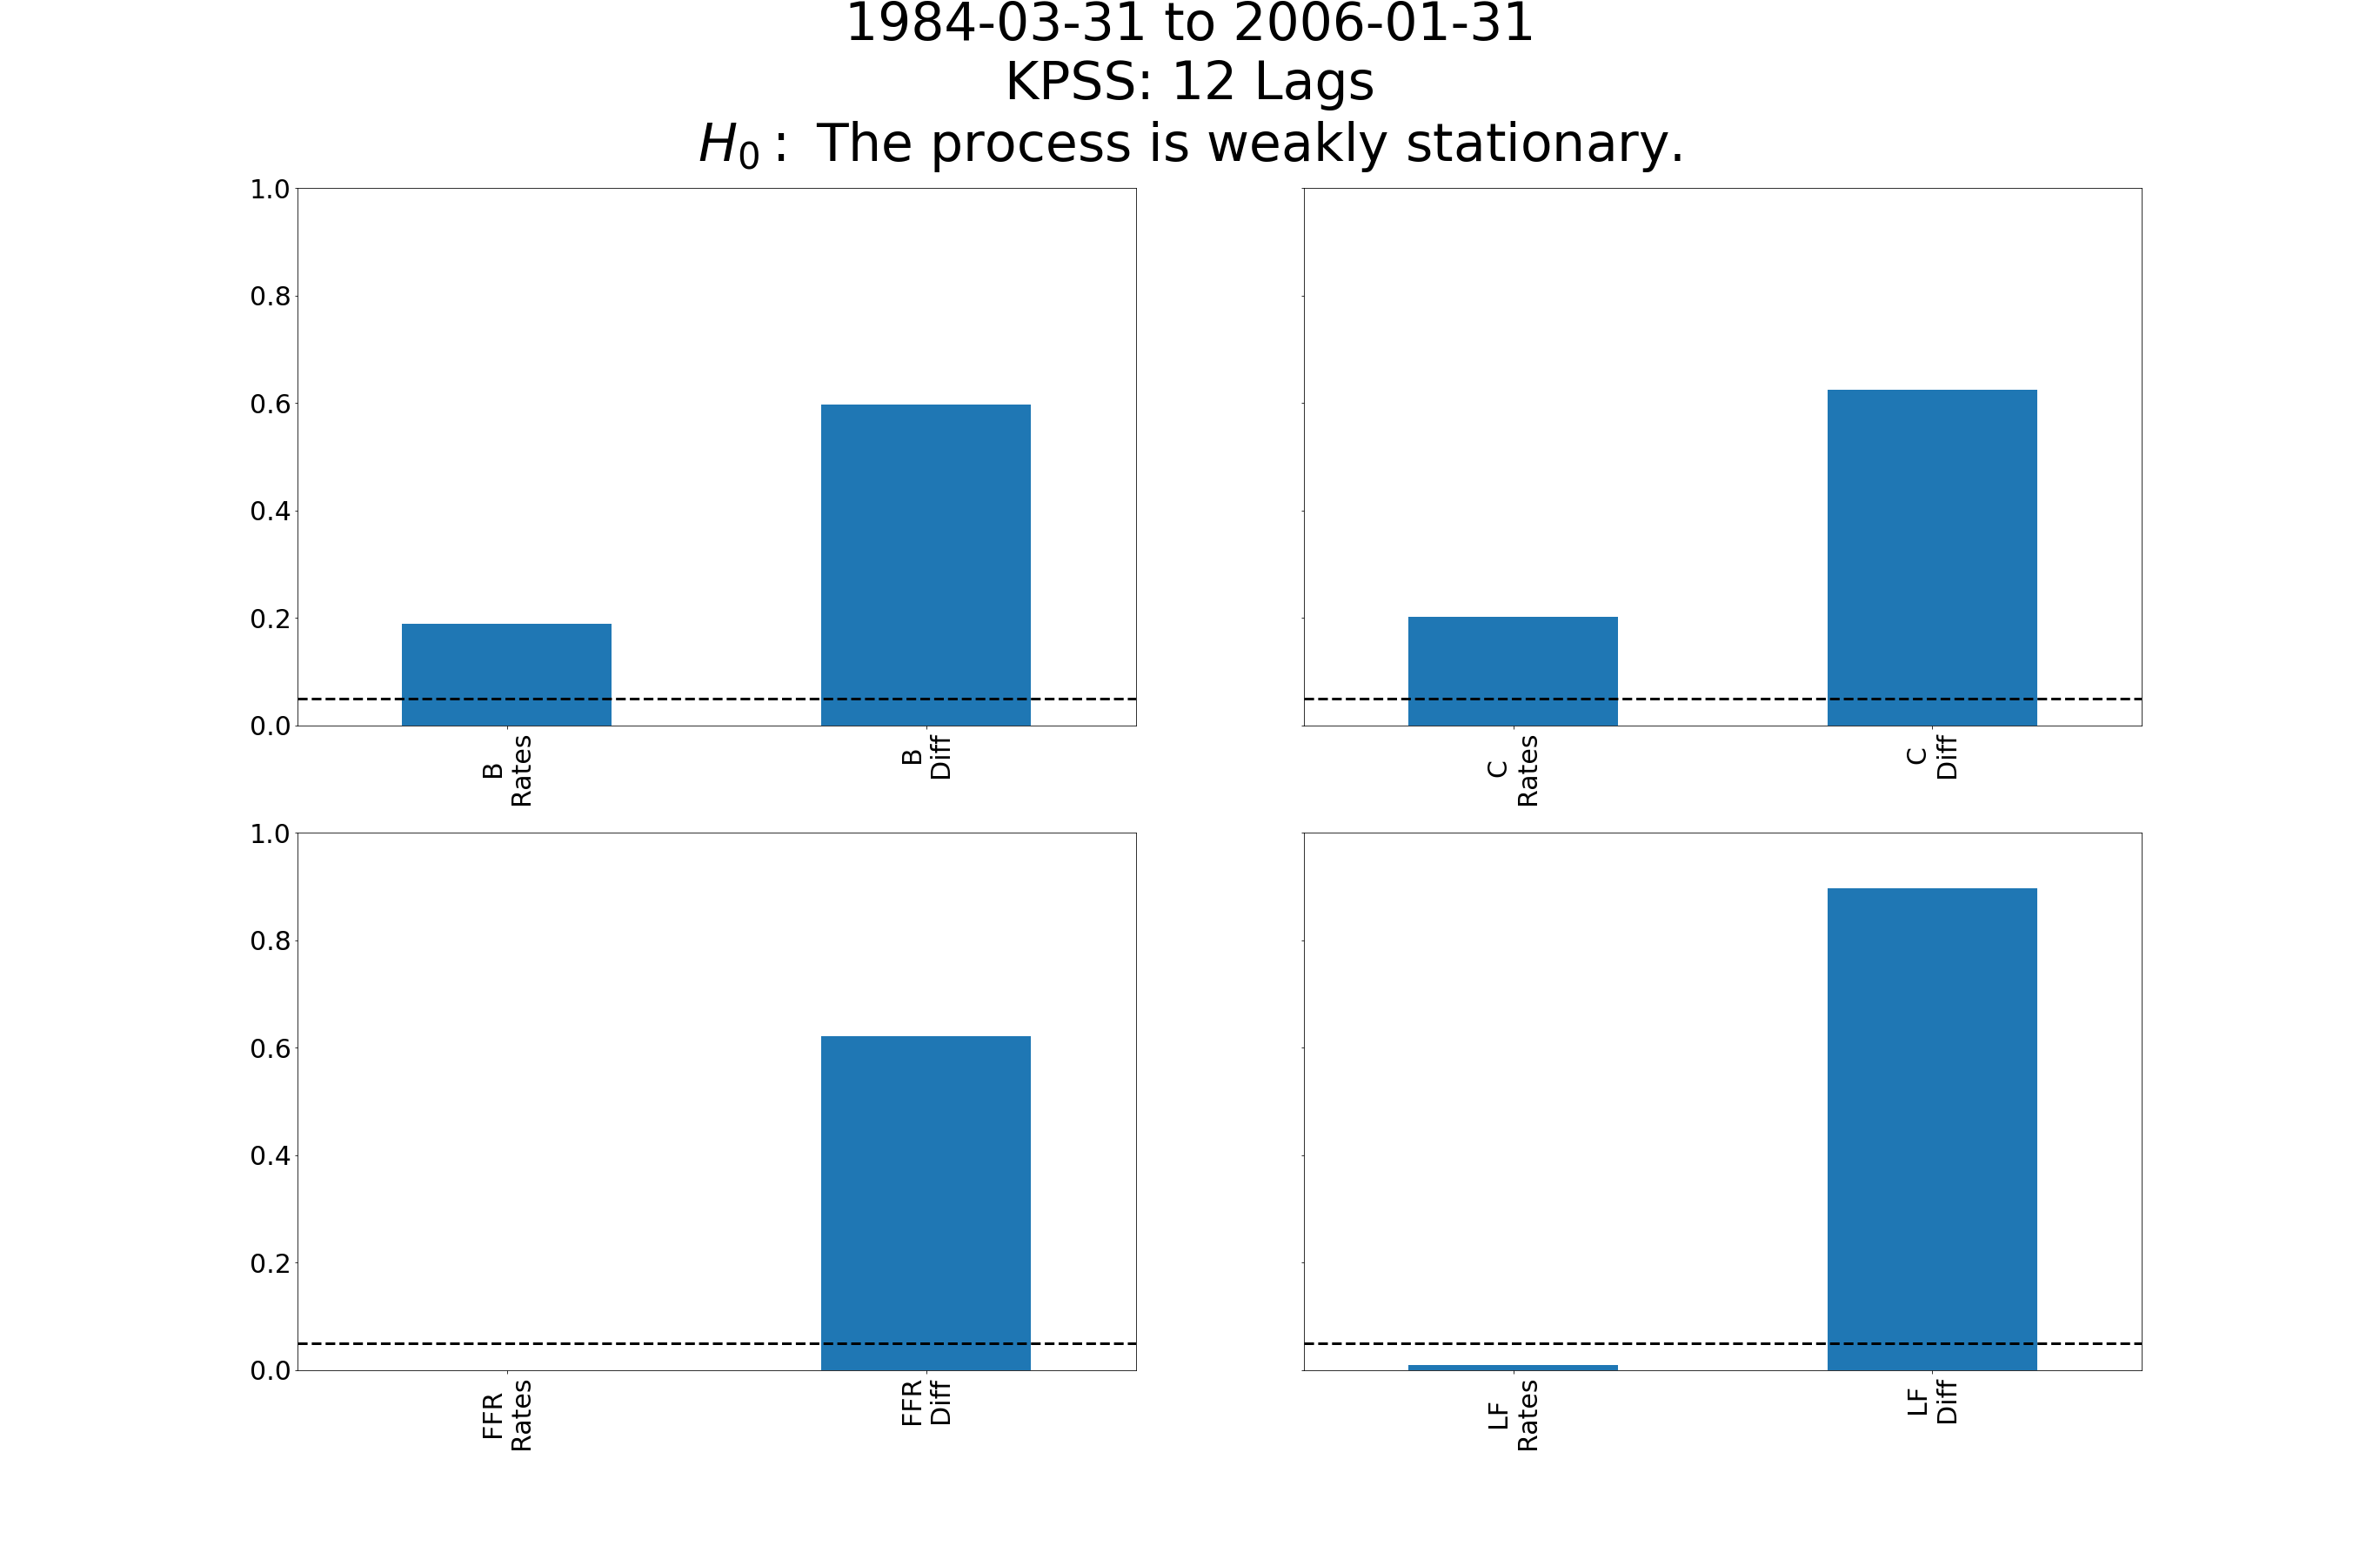 1984-03-31 to 2006-01-31
KPSS: 12 Lags
H₀ : The process is weakly stationary.
1.0
0.8
0.6
0.4
0.2
0.0
B
Rates
B
Diff
C
Rates
C
Diff
1.0
0.8
0.6
0.4
0.2
0.0
FFR
Rates
FFR
Diff
LF
Rates
LF
Diff